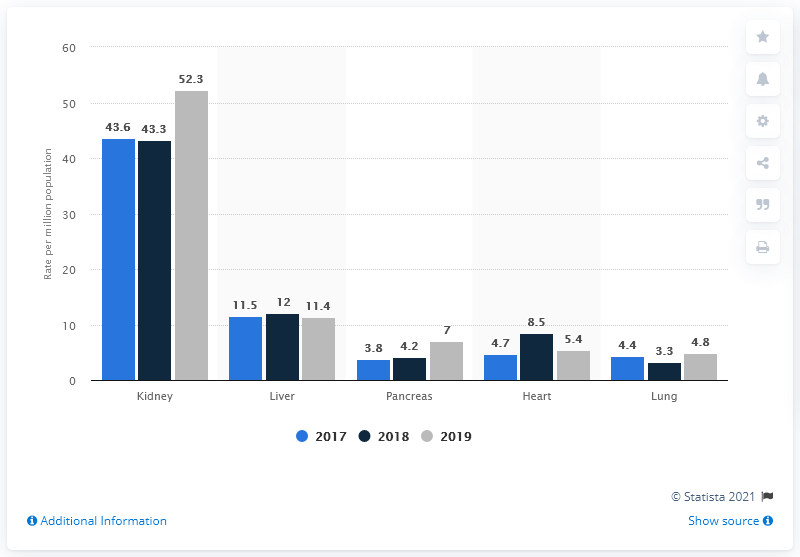 Rate per million population
60
50
40
30
20
10
0
43.6 43.3 52.3
11.5 12 11.4
3.8 4.2 7
4.7 8.5 5.4
4.4 3.3 4.8
Kidney Liver Pancreas Heart Lung
2017 2018 2019
© Statista 2021
Additional Information Show source